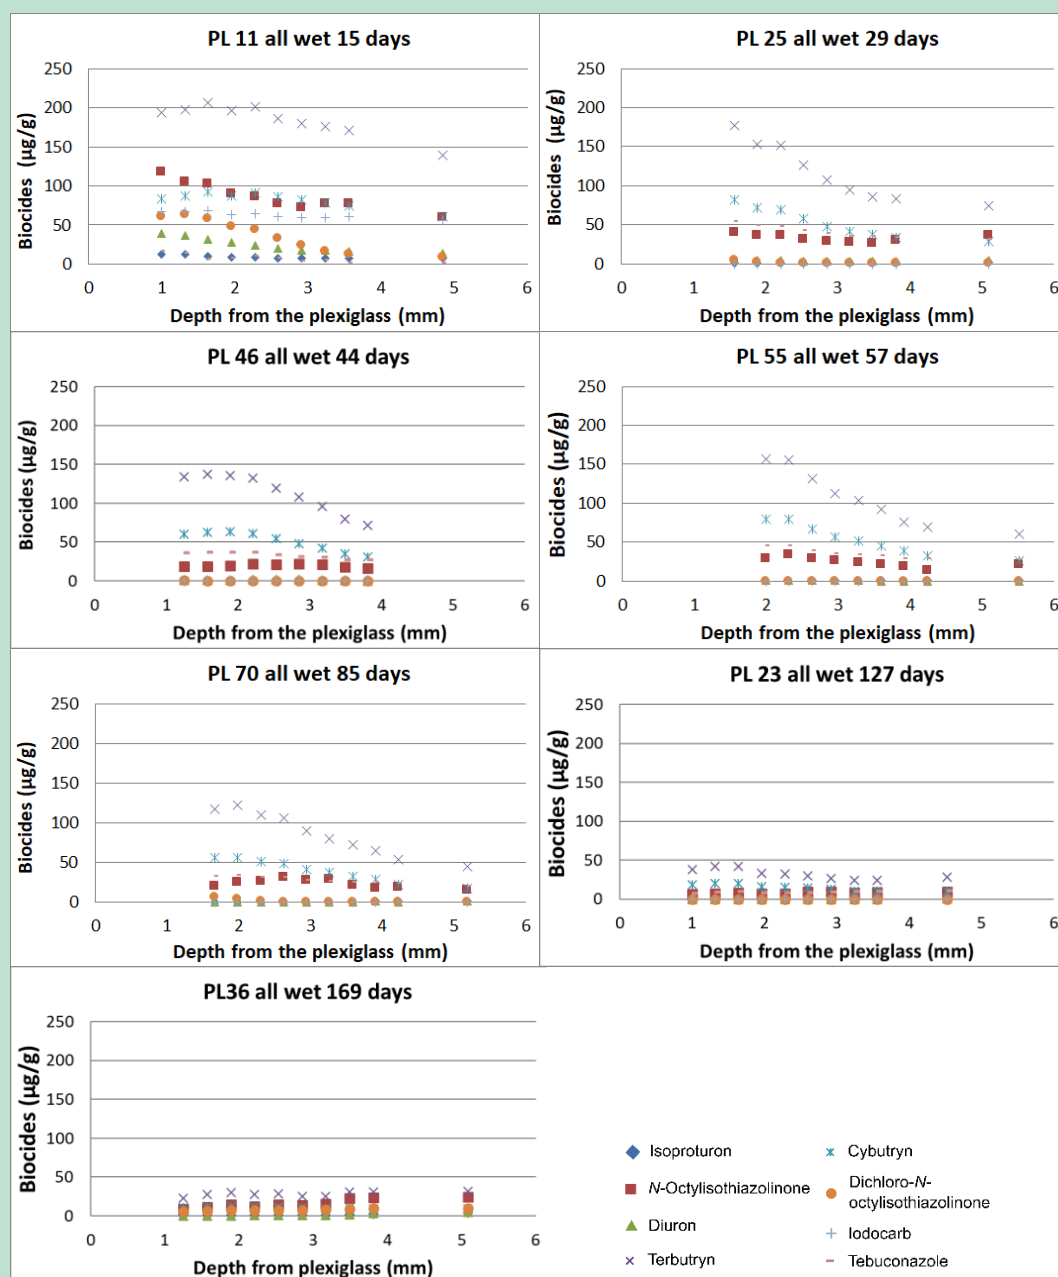 PL 11 all wet 15 days
Biocides (µg/g)
250
200
150
100
50
0
0 1 2 3 4 5 6
Depth from the plexiglass (mm)
PL 25 all wet 29 days
Biocides (µg/g)
250
200
150
100
50
0
0 1 2 3 4 5 6
Depth from the plexiglass (mm)
PL 46 all wet 44 days
Biocides (µg/g)
250
200
150
100
50
0
0 1 2 3 4 5 6
Depth from the plexiglass (mm)
PL 55 all wet 57 days
Biocides (µg/g)
250
200
150
100
50
0
0 1 2 3 4 5 6
Depth from the plexiglass (mm)
PL 70 all wet 85 days
Biocides (µg/g)
250
200
150
100
50
0
0 1 2 3 4 5 6
Depth from the plexiglass (mm)
PL 23 all wet 127 days
Biocides (µg/g)
250
200
150
100
50
0
0 1 2 3 4 5 6
Depth from the plexiglass (mm)
PL36 all wet 169 days
Biocides (µg/g)
250
200
150
100
50
0
0 1 2 3 4 5 6
Depth from plexiglass (mm)
Isoproturon
N-Octylisothiazolinone
Diuron
Terbutryn
Cybutryn
Dichloro-N-
octylisothiazolinone
Iodocarb
Tebuconazole